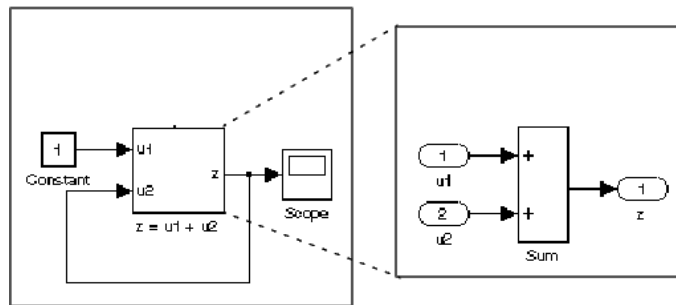 1
Constant
u1
u2
z
z = u1 + u2
Scope
1
u1
2
u2
+
+
Sum
1
z